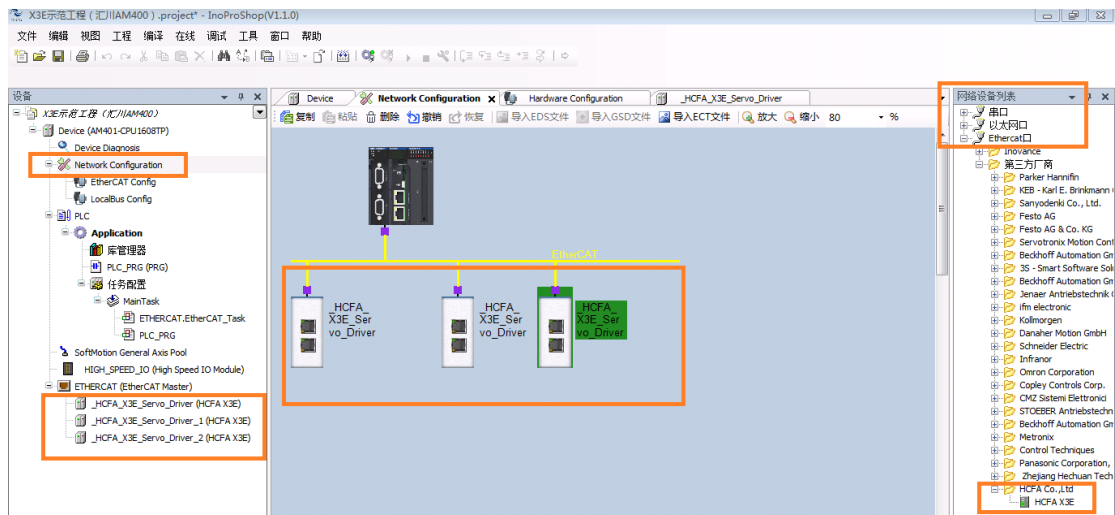 X3E示范工程（汇川AM400）.project* - InoProShop(V1.1.0)
文件 编辑 视图 工程 编译 在线 调试 工具 窗口 帮助
设备
X3E示范工程（汇川AM400）
Device (AM401-CPU1608TP)
Device Diagnosis
Network Configuration
EtherCAT Config
LocalBus Config
PLC
Application
库管理器
PLC_PRG (PRG)
任务配置
MainTask
ETHERCAT.EtherCAT_Task
PLC_PRG
SoftMotion General Axis Pool
HIGH_SPEED_IO (High Speed IO Module)
ETHERCAT (EtherCAT Master)
_HCFA_X3E_Servo_Driver (HCFA X3E)
_HCFA_X3E_Servo_Driver_1 (HCFA X3E)
_HCFA_X3E_Servo_Driver_2 (HCFA X3E)
Device Network Configuration Hardware Configuration _HCFA_X3E_Servo_Driver
复制 粘贴 删除 撤销 恢复 导入EDS文件 导入GSD文件 导入ECT文件 放大 缩小 80 %
EtherCAT
_HCFA_
X3E_Ser
vo_Driver
_HCFA_
X3E_Ser
vo_Driver
_HCFA_
X3E_Ser
vo_Driver
网络设备列表
串口
以太网口
Ethercat口
Inovance
第三方厂商
Parker Hannifin
KEB - Karl E. Brinkmann
Sanyodenki Co., Ltd.
Festo AG
Festo AG & Co. KG
Servotronix Motion Cont
Beckhoff Automation Gm
3S - Smart Software Solu
Beckhoff Automation Gm
Jenaer Antriebstechnik
ifm electronic
Kollmorgen
Danaher Motion GmbH
Schneider Electric
Infranor
Omron Corporation
Copley Controls Corp.
CMZ Sistemi Elettronici
STOEBER Antriebstechn
Beckhoff Automation Gm
Metronix
Control Techniques
Panasonic Corporation,
Zhejiang Hechuan Tech
HCFA Co.,Ltd
HCFA X3E